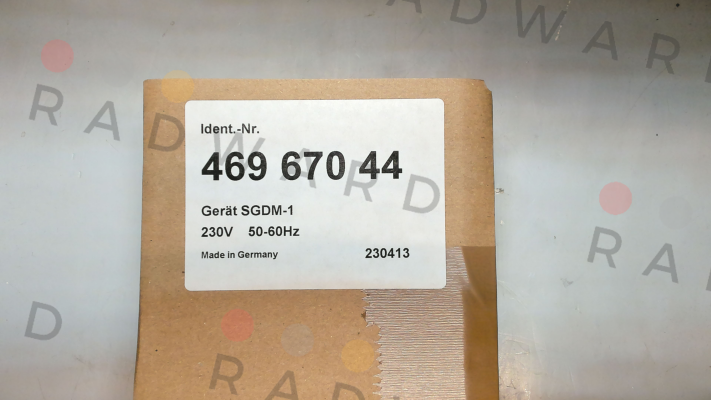 RADWARD
Ident.-Nr.
469 670 44
Gerät SGDM-1
230V 50-60Hz
Made in Germany 230413